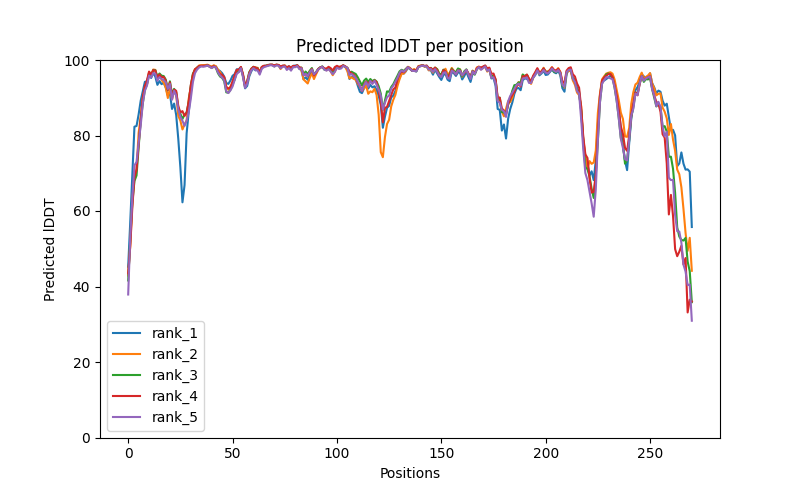 Predicted lDDT per position
Predicted lDDT
100
80
60
40
20
0
rank_1
rank_2
rank_3
rank_4
rank_5
0 50 100 150 200 250
Positions